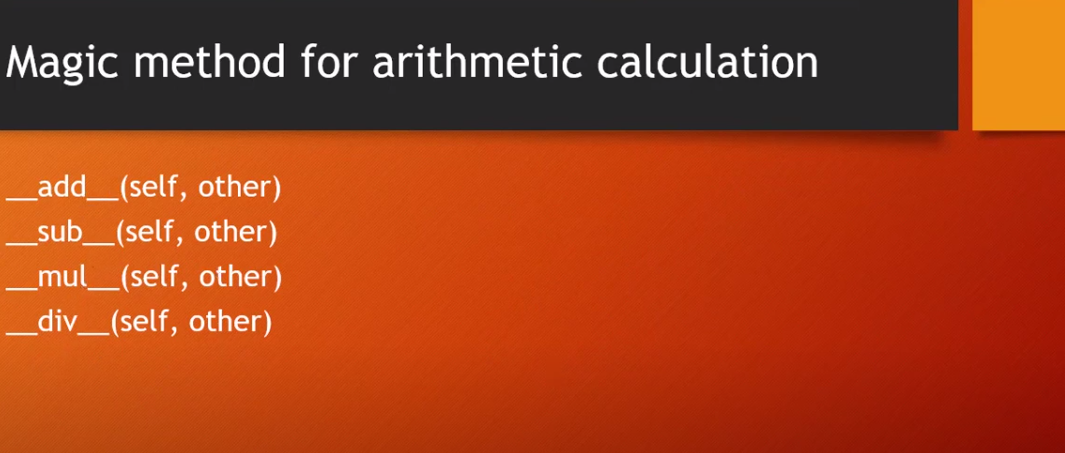 Magic method for arithmetic calculation
__add__(self, other)
__sub__(self, other)
__mul__(self, other)
__div__(self, other)